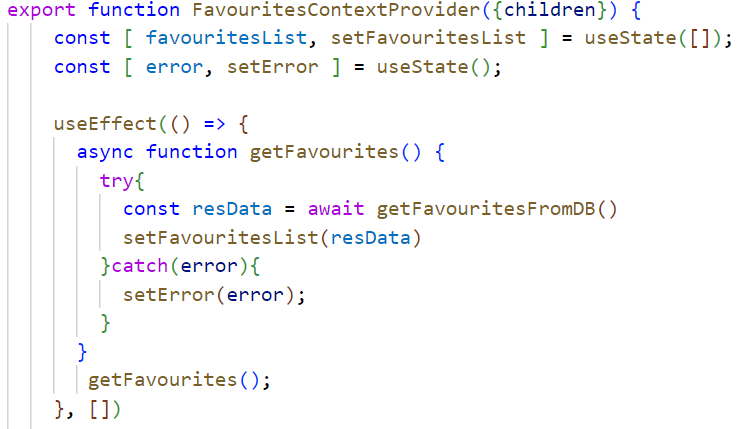 export function FavouritesContextProvider({children}) {
const [ favouritesList, setFavouritesList ] = useState([]);
const [ error, setError ] = useState();
useEffect(() => {
async function getFavourites() {
try{
const resData = await getFavouritesFromDB()
setFavouritesList(resData)
}catch(error){
setError(error);
}
}
getFavourites();
}, [])